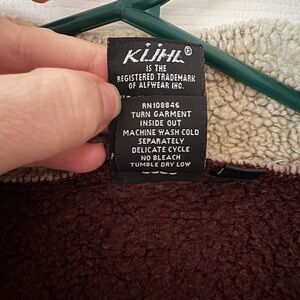 KÜHL®
IS THE
REGISTERED TRADEMARK
OF ALFWEAR INC.
RN108846
TURN GARMENT
INSIDE OUT
MACHINE WASH COLD
SEPARATELY
DELICATE CYCLE
NO BLEACH
TUMBLE DRY LOW